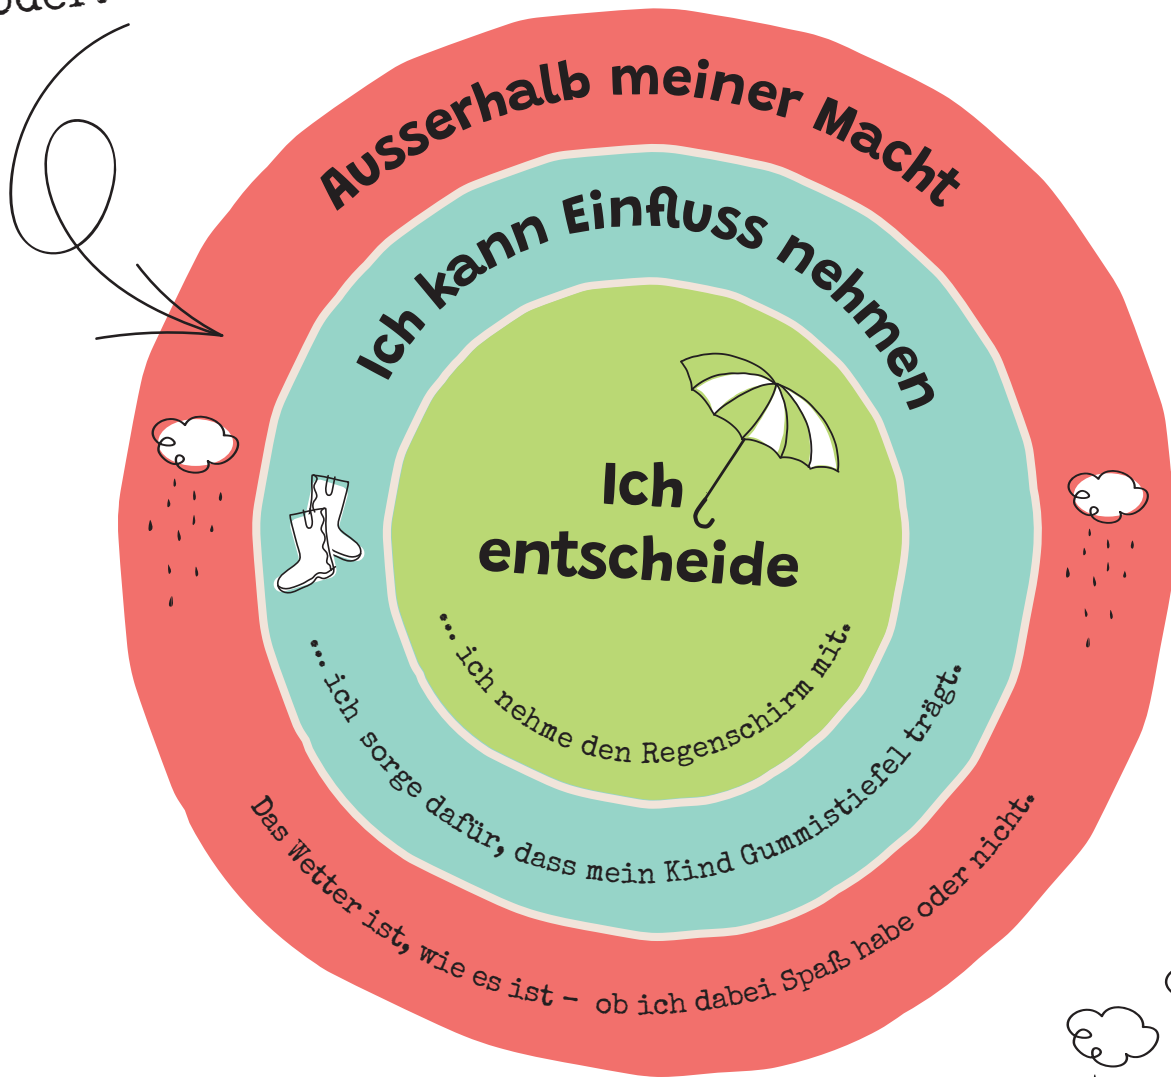 Ausserhalb meiner Macht
Ich kann Einfluss nehmen
Ich
entscheide
... ich nehme den Regenschirm mit.
... ich sorge dafür, dass mein Kind Gummistiefel trägt.
Das Wetter ist, wie es ist – ob ich dabei Spaß habe oder nicht.